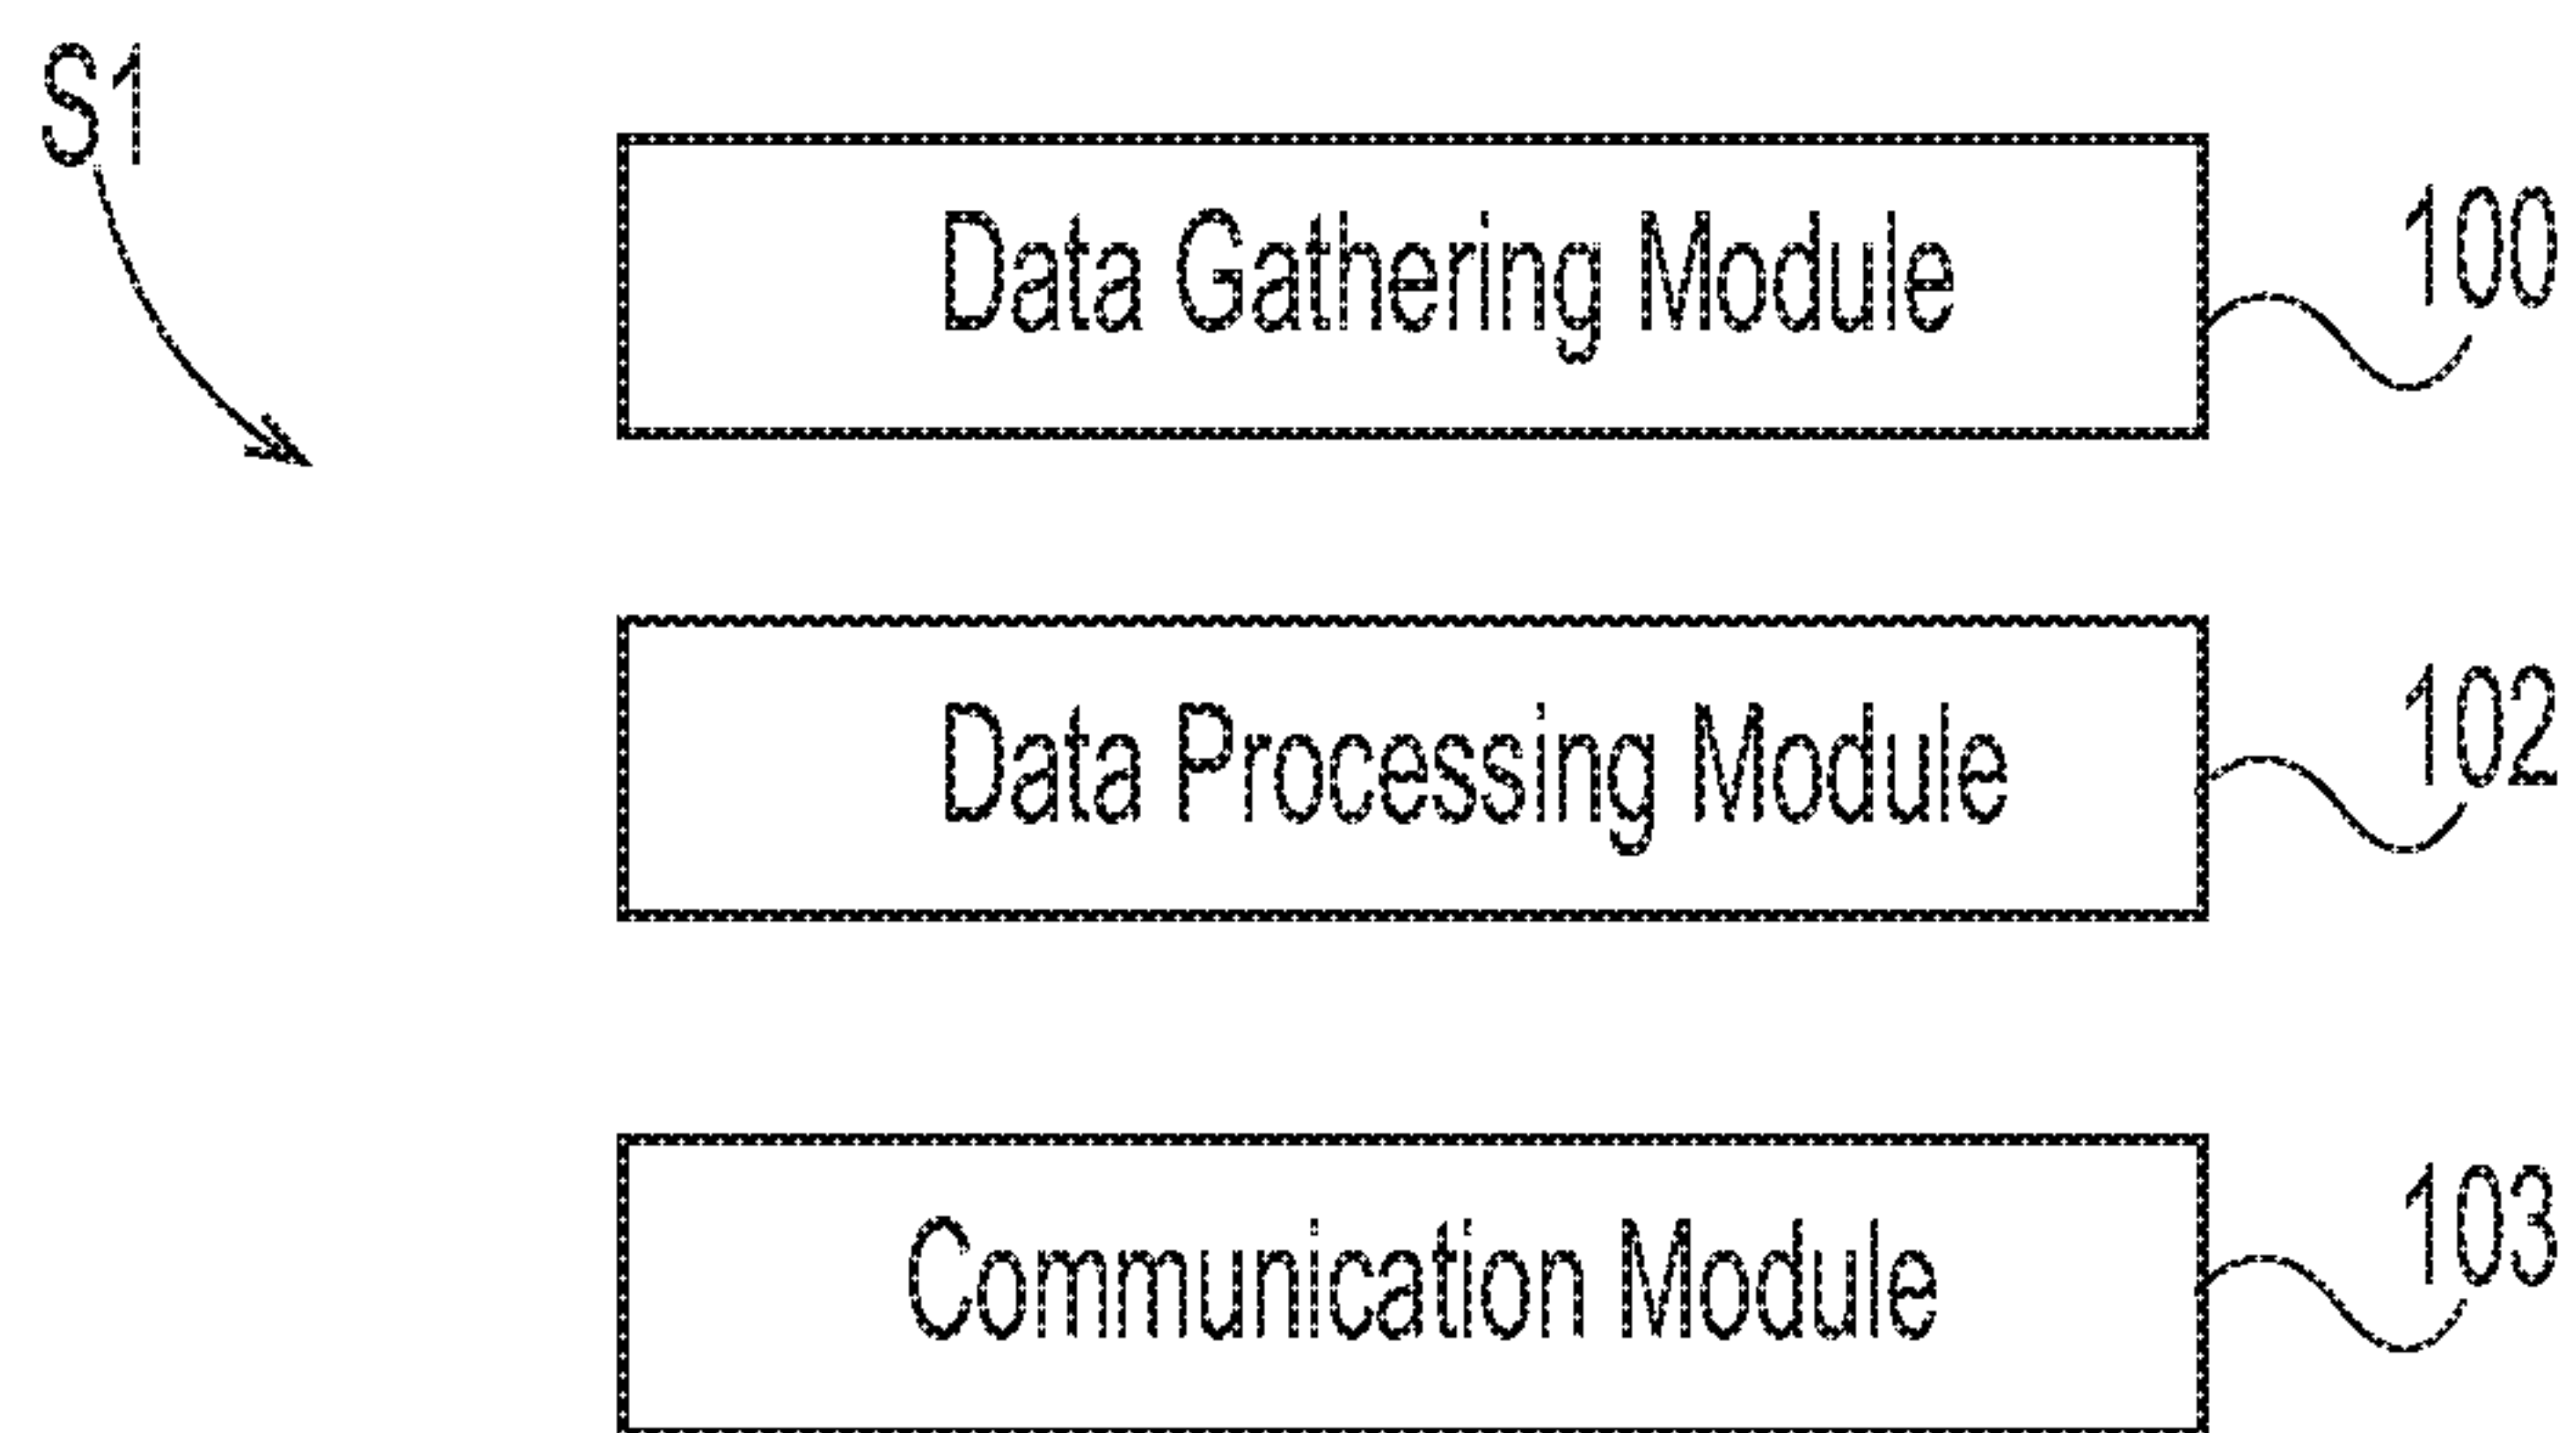 S1
Data Gathering Module
100
Data Processing Module
102
Communication Module
103